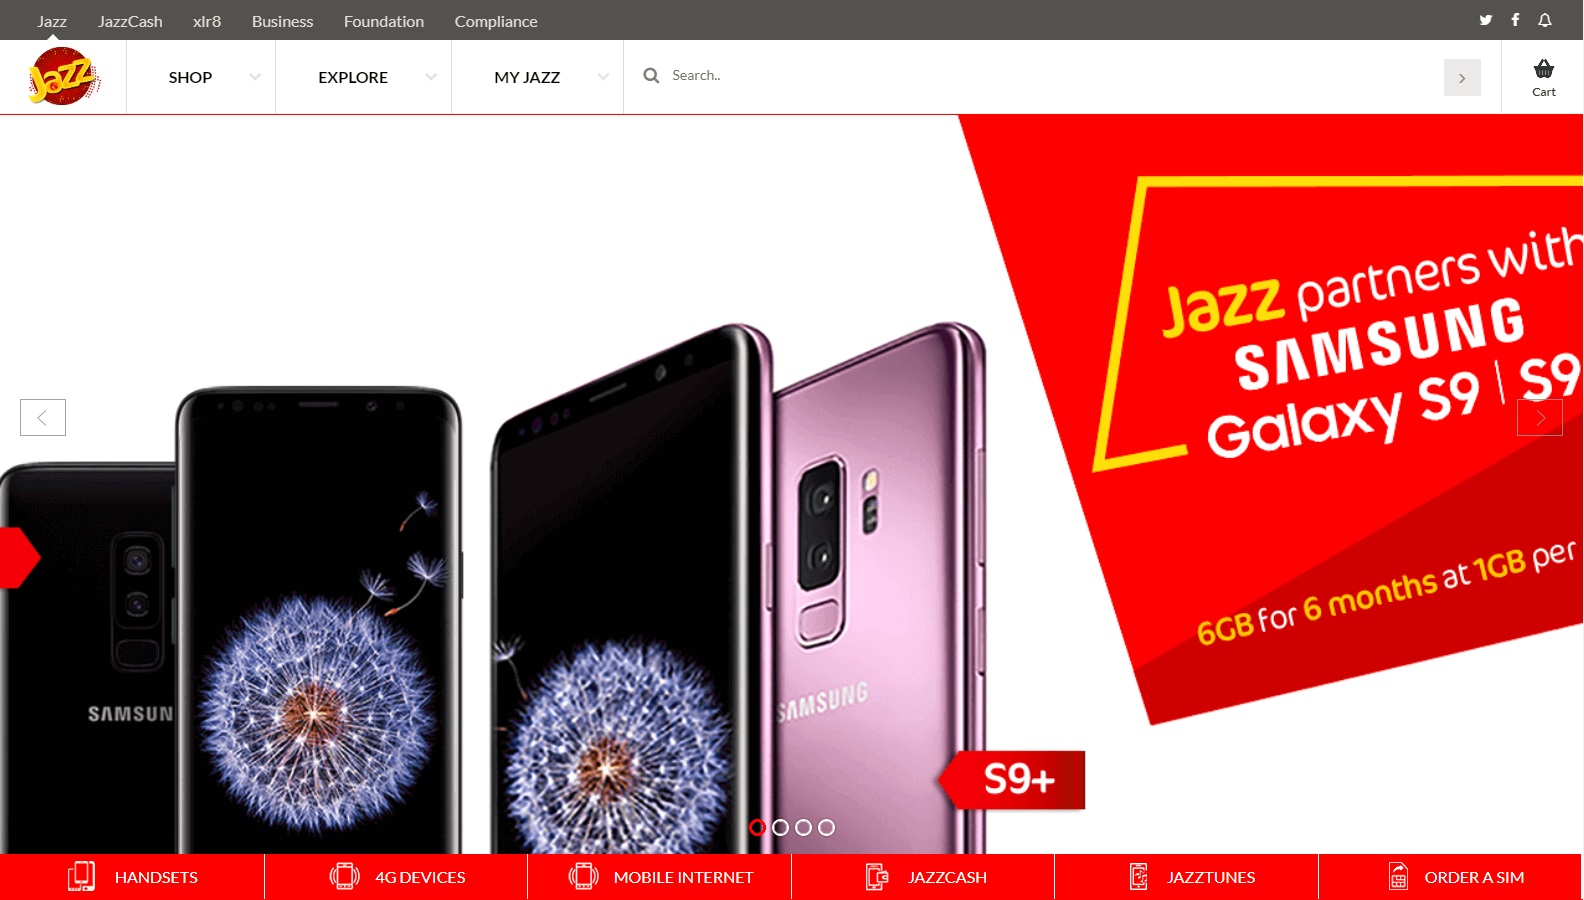 Jazz JazzCash xlr8 Business Foundation Compliance
Jazz SHOP EXPLORE MY JAZZ Search.. Cart
Jazz partners with
SAMSUNG
Galaxy S9 | S9
6GB for 6 months at 1GB per
SAMSUN
SAMSUNG
S9+
HANDSETS 4G DEVICES MOBILE INTERNET JAZZCASH JAZZTUNES ORDER A SIM